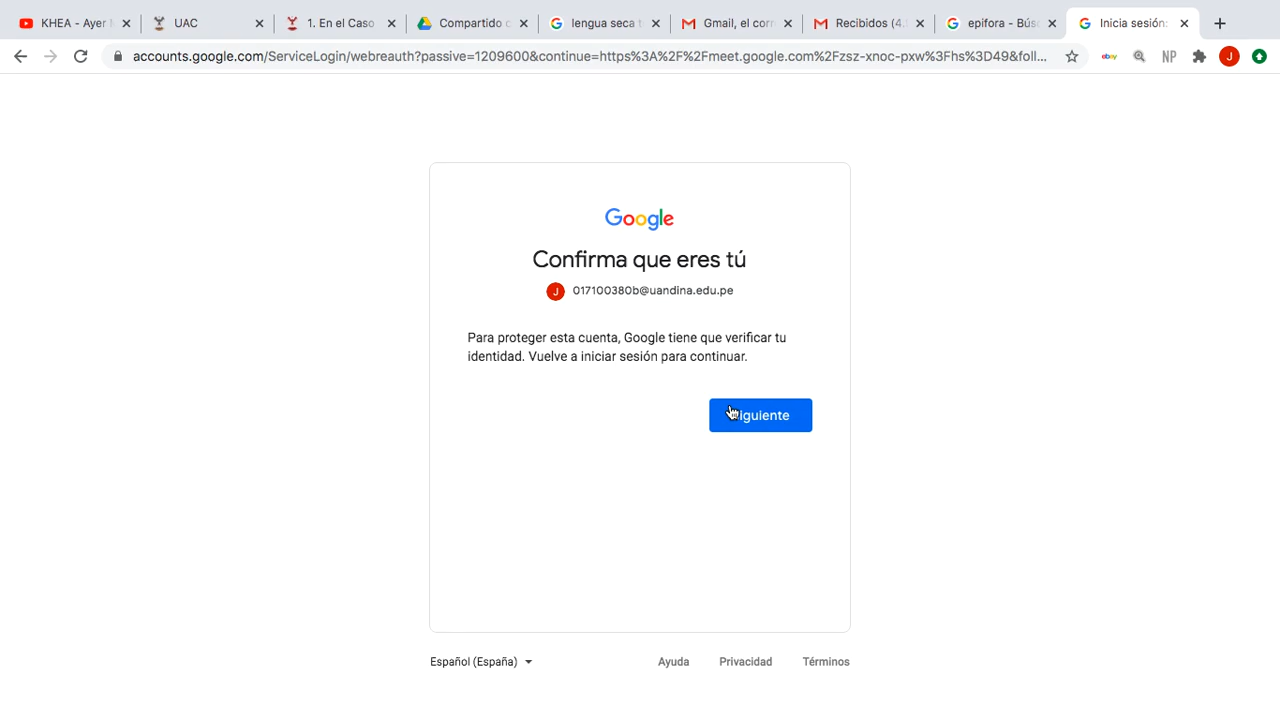 KHEA - Ayer
UAC
1. En el Caso
Compartido
lengua seca
Gmail, el corr
Recibidos (4.
epifora - Bús
Inicia sesión:
accounts.google.com/ServiceLogin/webreauth?passive=1209600&continue=https%3A%2F%2Fmeet.google.com%2Fzsz-xnoc-pxw%3Fhs%3D49&foll...
ebay
NP
J
Google
Confirma que eres tú
J
017100380b@uandina.edu.pe
Para proteger esta cuenta, Google tiene que verificar tu
identidad. Vuelve a iniciar sesión para continuar.
Siguiente
Español (España)
Ayuda
Privacidad
Términos